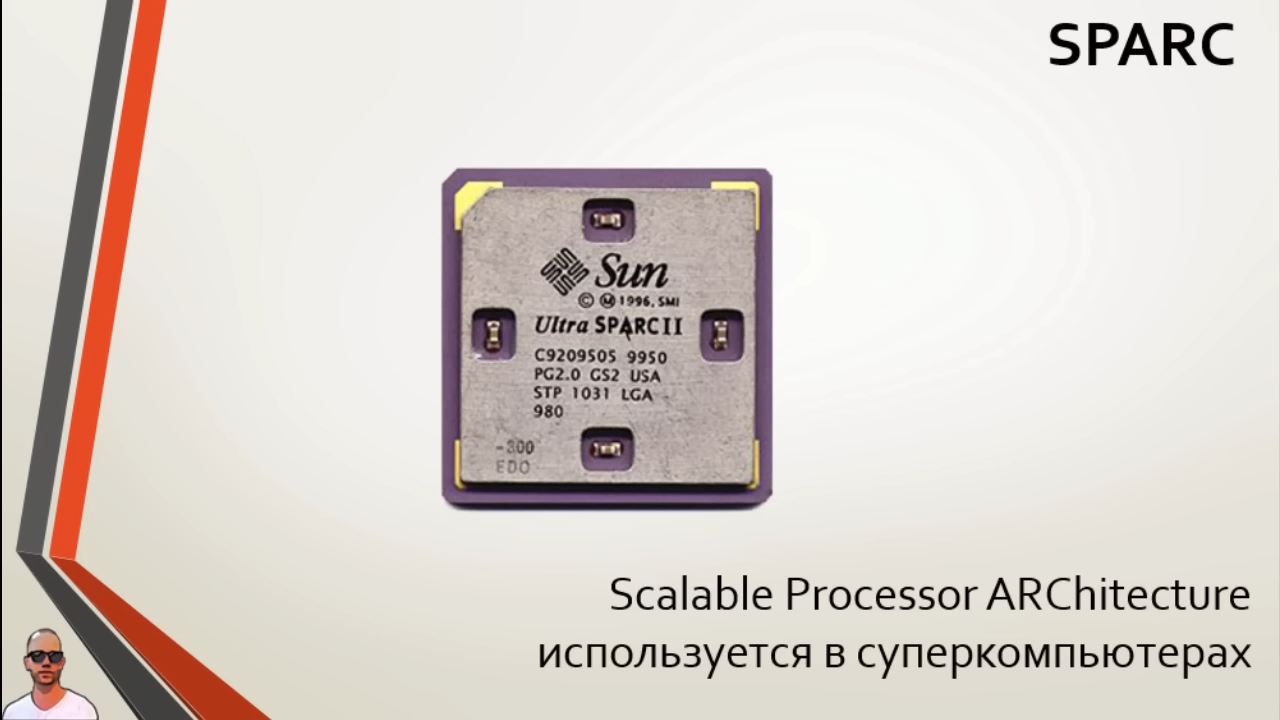 SPARC
Sun
© Ⓜ 1996, SMI
Ultra SPARC II
C9209505 9950
PG2.0 GS2 USA
STP 1031 LGA
980
-300
EDO
Scalable Processor ARChitecture
используется в суперкомпьютерах